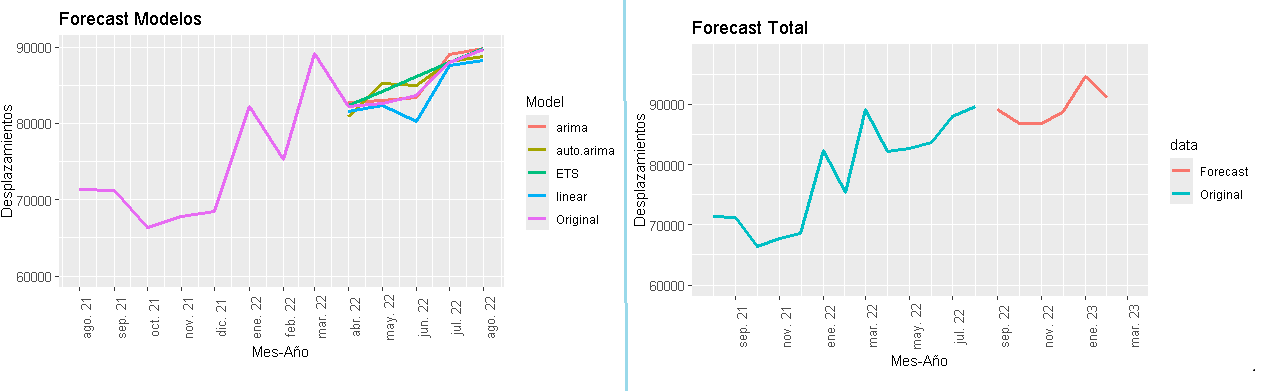 Forecast Modelos
90000
80000
70000
60000
Desplazamientos
ago. 21
sep. 21
oct. 21
nov. 21
dic. 21
ene. 22
feb. 22
mar. 22
abr. 22
may. 22
jun. 22
jul. 22
ago. 22
Mes-Año
Model
arima
auto.arima
ETS
linear
Original
Forecast Total
90000
80000
70000
60000
Desplazamientos
sep. 21
nov. 21
ene. 22
mar. 22
may. 22
jul. 22
sep. 22
nov. 22
ene. 23
mar. 23
Mes-Año
data
Forecast
Original